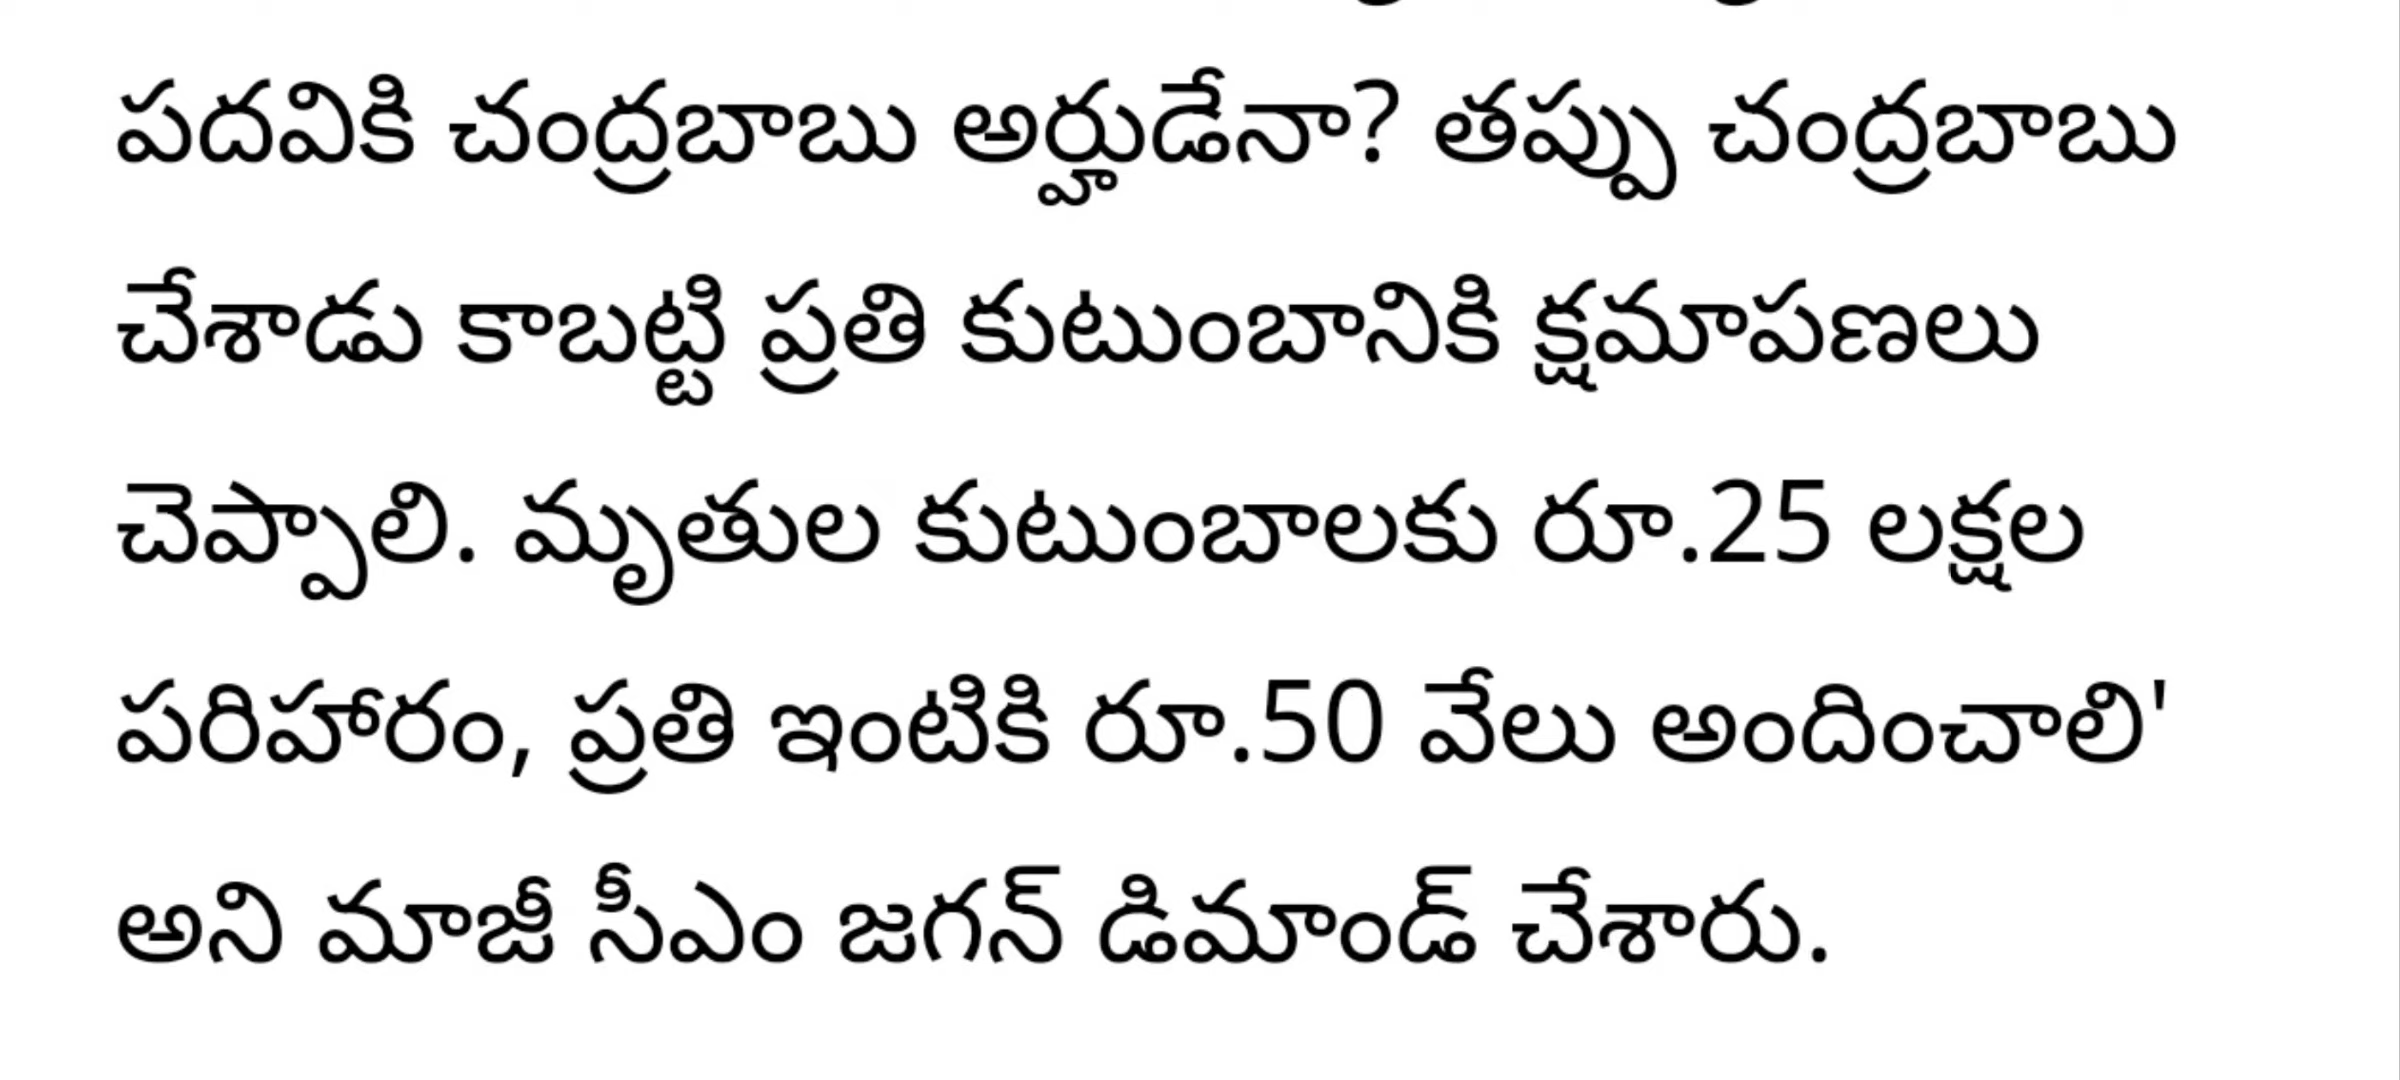 పదవికి చంద్రబాబు అర్హుడేనా? తప్పు చంద్రబాబు
చేశాడు కాబట్టి ప్రతి కుటుంబానికి క్షమాపణలు
చెప్పాలి. మృతుల కుటుంబాలకు రూ.25 లక్షల
పరిహారం, ప్రతి ఇంటికి రూ.50 వేలు అందించాలి'
అని మాజీ సీఎం జగన్ డిమాండ్ చేశారు.